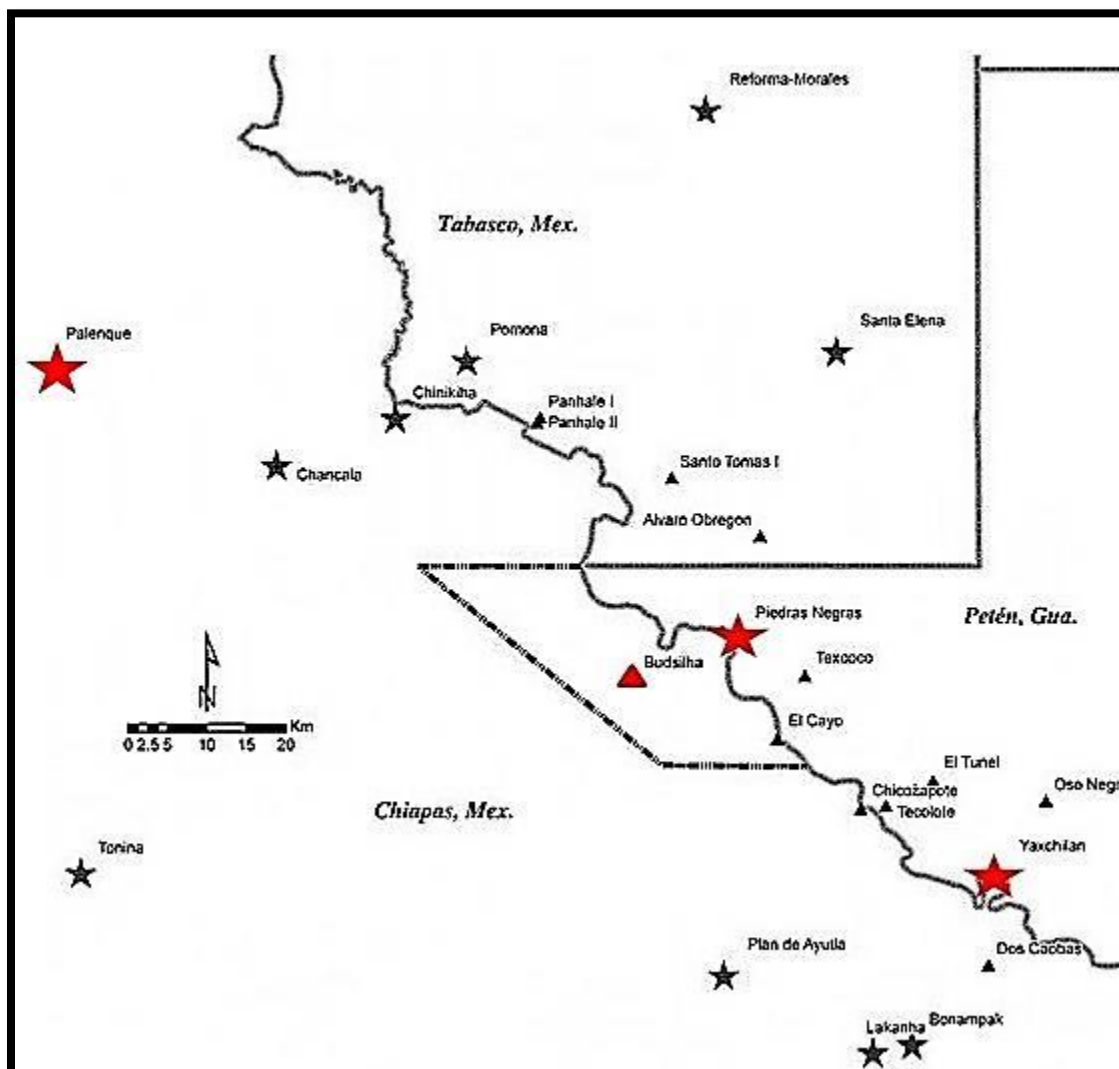 Reforma-Morales
Tabasco, Mex.
Palenque
Pomona
Santa Elena
Chinikiha
Panhale I
Panhale II
Chancala
Santo Tomas I
Alvaro Obregon
Piedras Negras
Petén, Gua.
Budsilha
Texcoco
N
El Cayo
Km
0 2.5 5 10 15 20
El Tunel
Chicozapote
Oso Negr
Tecolote
Chiapas, Mex.
Tonina
Yaxchilan
Plan de Ayutla
Dos Caobas
Lakanha
Bonampak